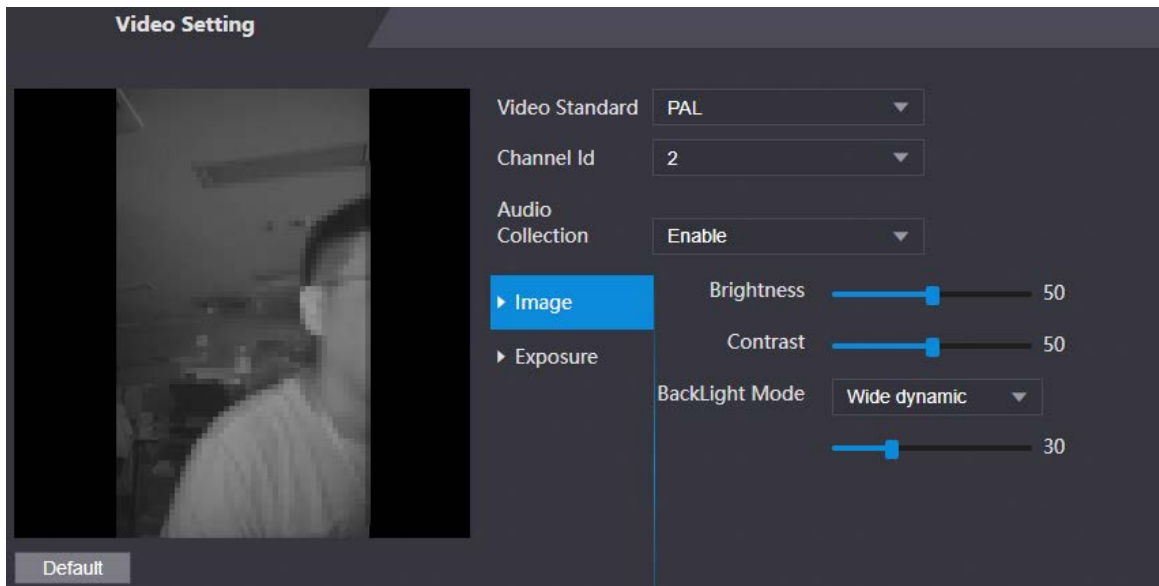 Video Setting
Video Standard PAL
Channel Id 2
Audio
Collection Enable
Image
Exposure
Brightness 50
Contrast 50
BackLight Mode Wide dynamic
30
Default